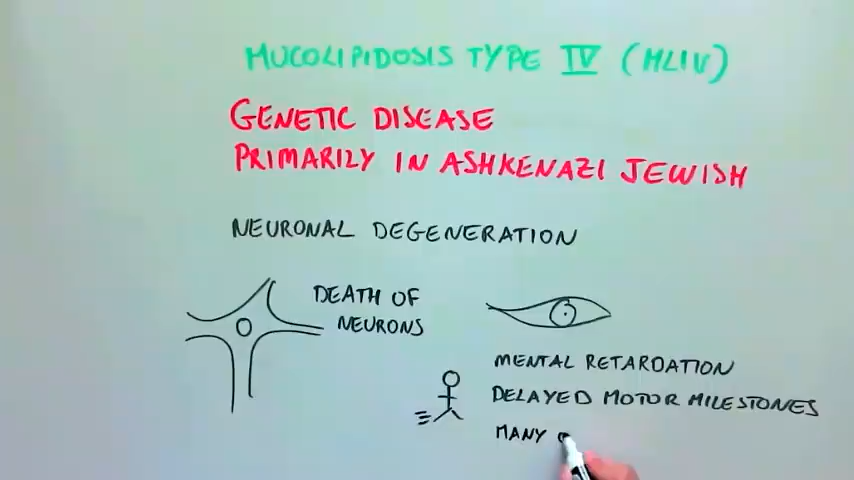 MUCOLIPIDOSIS TYPE IV (MLIV)
GENETIC DISEASE
PRIMARILY IN ASHKENAZI JEWISH
NEURONAL DEGENERATION
DEATH OF
NEURONS
MENTAL RETARDATION
DELAYED MOTOR MILESTONES
MANY